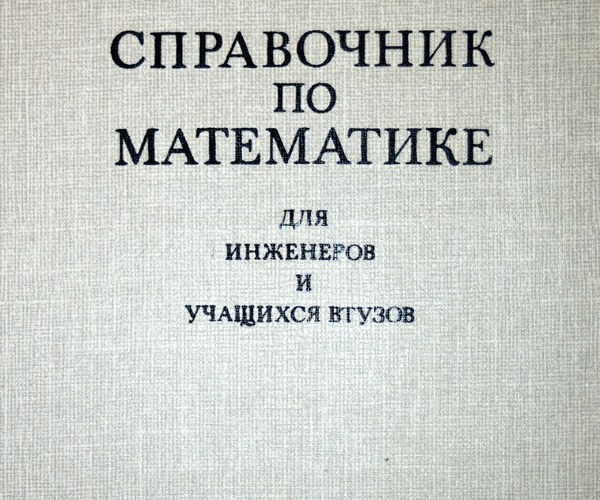 СПРАВОЧНИК
ПО
МАТЕМАТИКЕ
ДЛЯ
ИНЖЕНЕРОВ
И
УЧАЩИХСЯ ВТУЗОВ